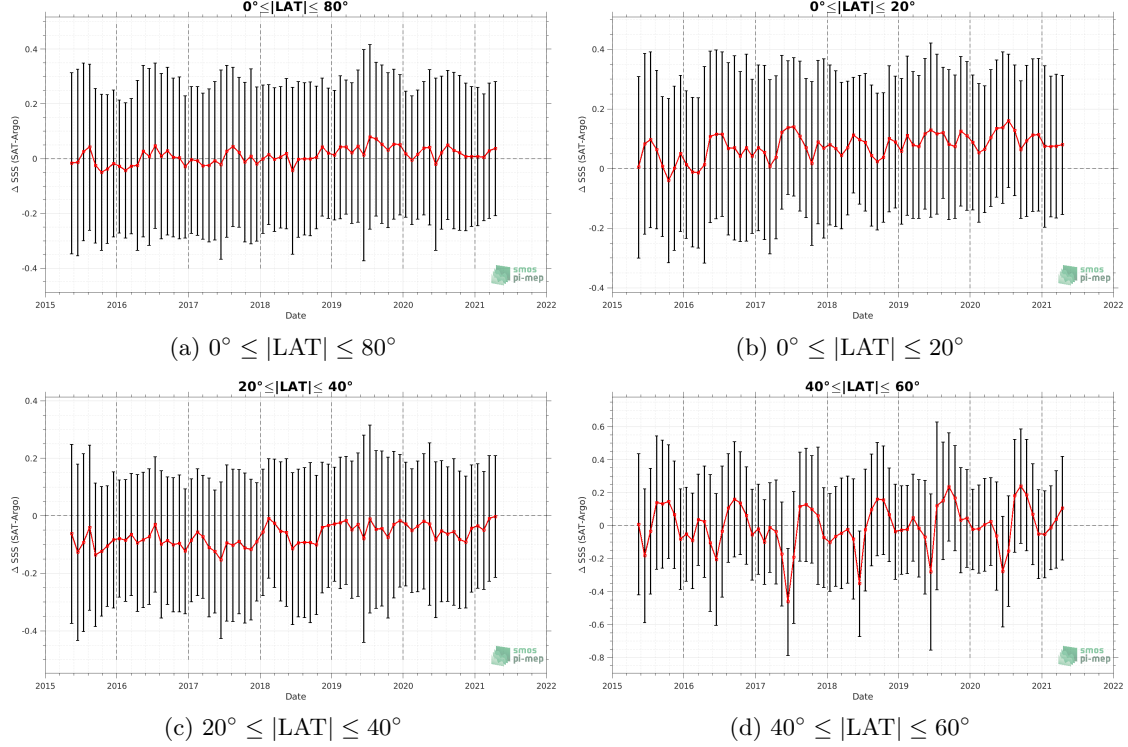 0°≤|LAT|≤ 80°
Δ SSS (SAT-Argo)
0.4
0.2
0
-0.2
-0.4
2015 2016 2017 2018 2019 2020 2021 2022
Date
smos
pi-mep
(a) 0° ≤ |LAT| ≤ 80°
0°≤|LAT|≤ 20°
Δ SSS (SAT-Argo)
0.4
0.2
0
-0.2
-0.4
2015 2016 2017 2018 2019 2020 2021 2022
Date
smos
pi-mep
(b) 0° ≤ |LAT| ≤ 20°
20°≤|LAT|≤ 40°
Δ SSS (SAT-Argo)
0.4
0.2
0
-0.2
-0.4
2015 2016 2017 2018 2019 2020 2021 2022
Date
smos
pi-mep
(c) 20° ≤ |LAT| ≤ 40°
40°≤|LAT|≤ 60°
Δ SSS (SAT-Argo)
0.6
0.4
0.2
0
-0.2
-0.4
-0.6
-0.8
2015 2016 2017 2018 2019 2020 2021 2022
Date
smos
pi-mep
(d) 40° ≤ |LAT| ≤ 60°